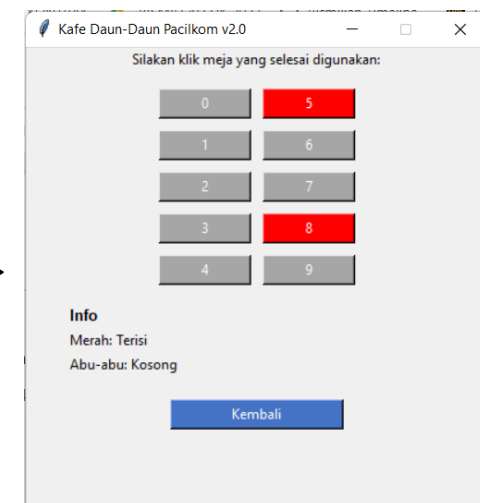 Kafe Daun-Daun Pacilkom v2.0
Silakan klik meja yang selesai digunakan:
0 5
1 6
2 7
3 8
4 9
Info
Merah: Terisi
Abu-abu: Kosong
Kembali